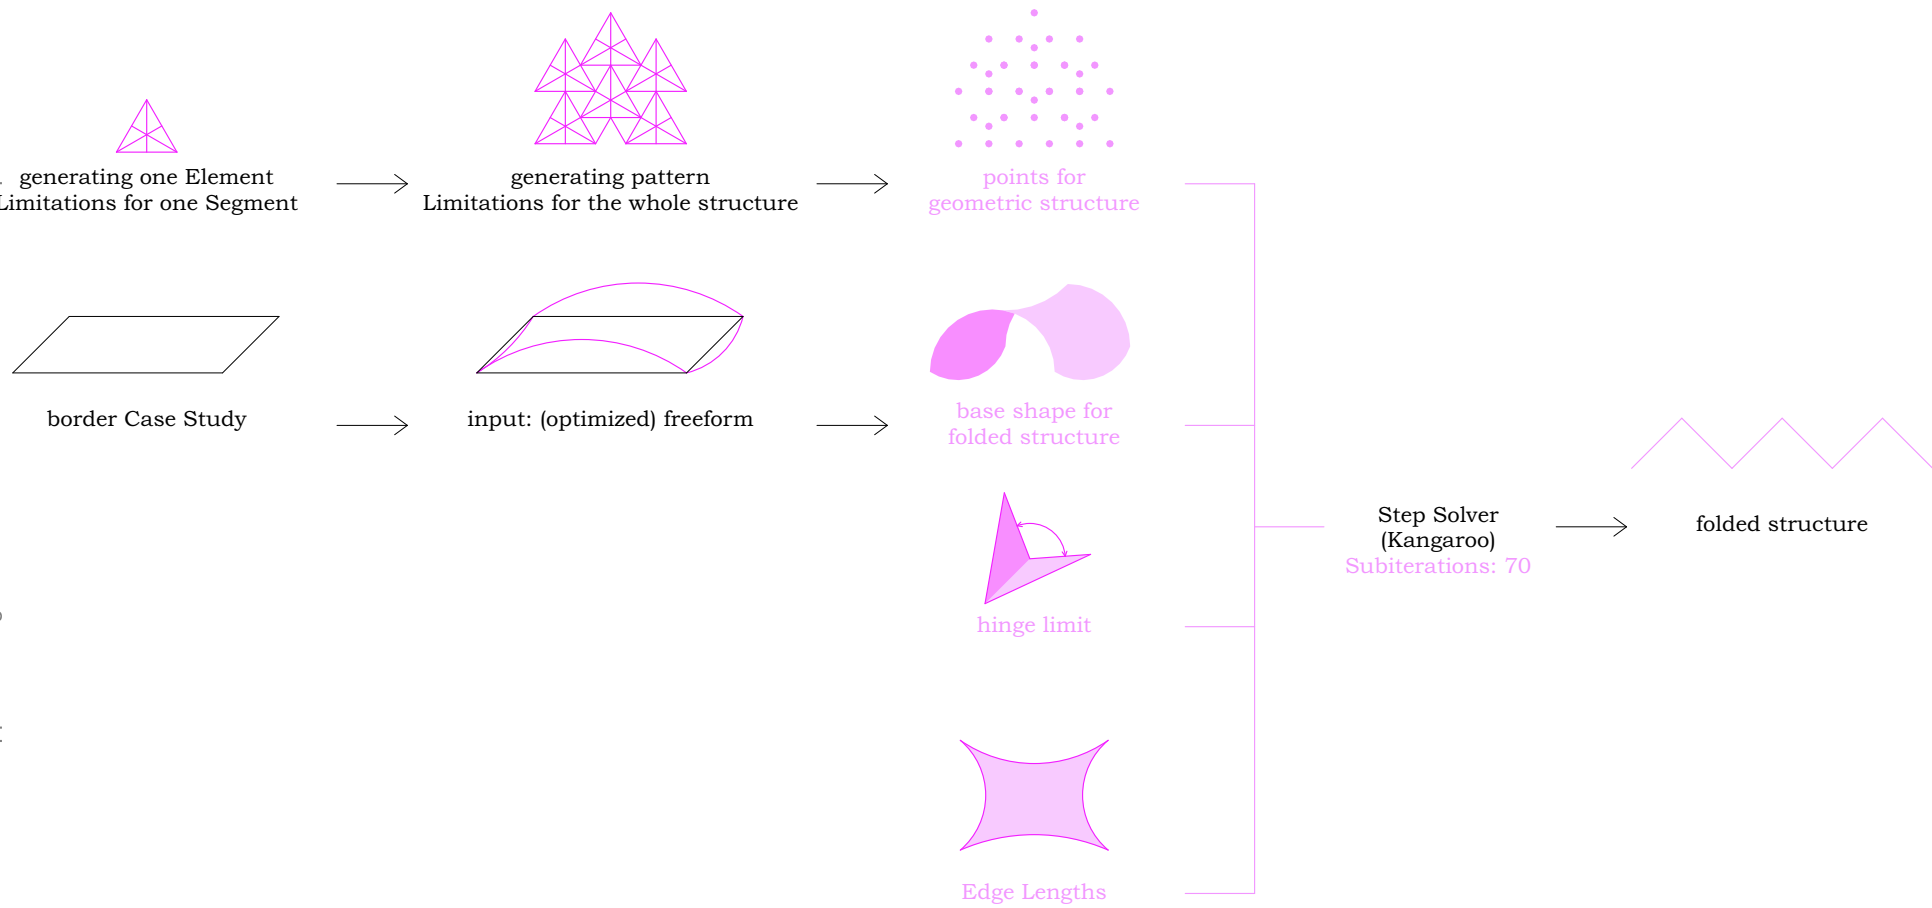 generating one Element
Limitations for one Segment
generating pattern
Limitations for the whole structure
points for
geometric structure
border Case Study
input: (optimized) freeform
base shape for
folded structure
hinge limit
Edge Lengths
Step Solver
(Kangaroo)
Subiterations: 70
folded structure